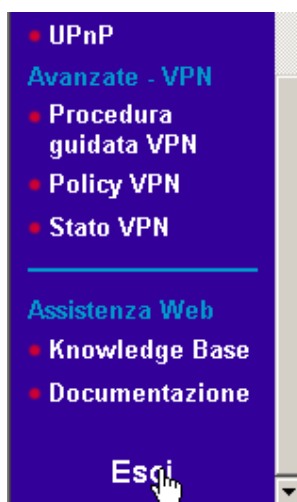 UPnP
Avanzate - VPN
Procedura
guidata VPN
Policy VPN
Stato VPN
Assistenza Web
Knowledge Base
Documentazione
Esci